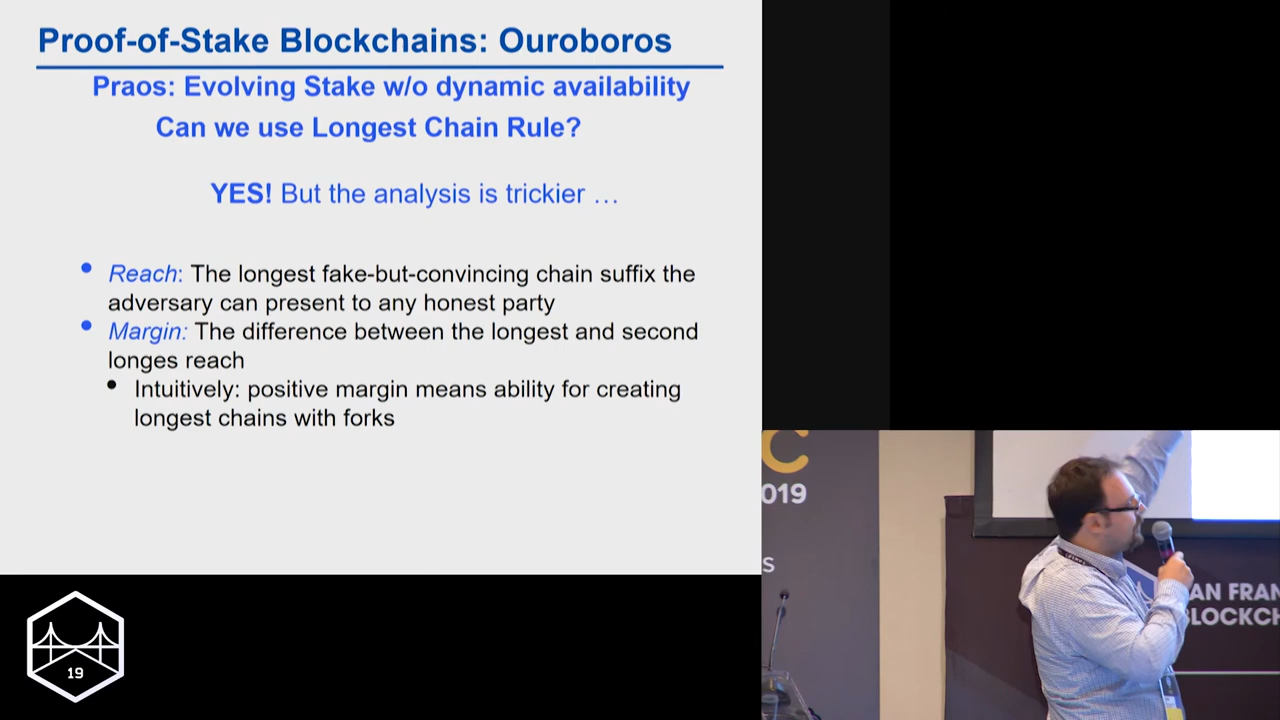 Proof-of-Stake Blockchains: Ouroboros
Praos: Evolving Stake w/o dynamic availability
Can we use Longest Chain Rule?
YES! But the analysis is trickier …
• Reach: The longest fake-but-convincing chain suffix the
adversary can present to any honest party
• Margin: The difference between the longest and second
longes reach
• Intuitively: positive margin means ability for creating
longest chains with forks
C
019
S
AN FRAN
BLOCKCH
19